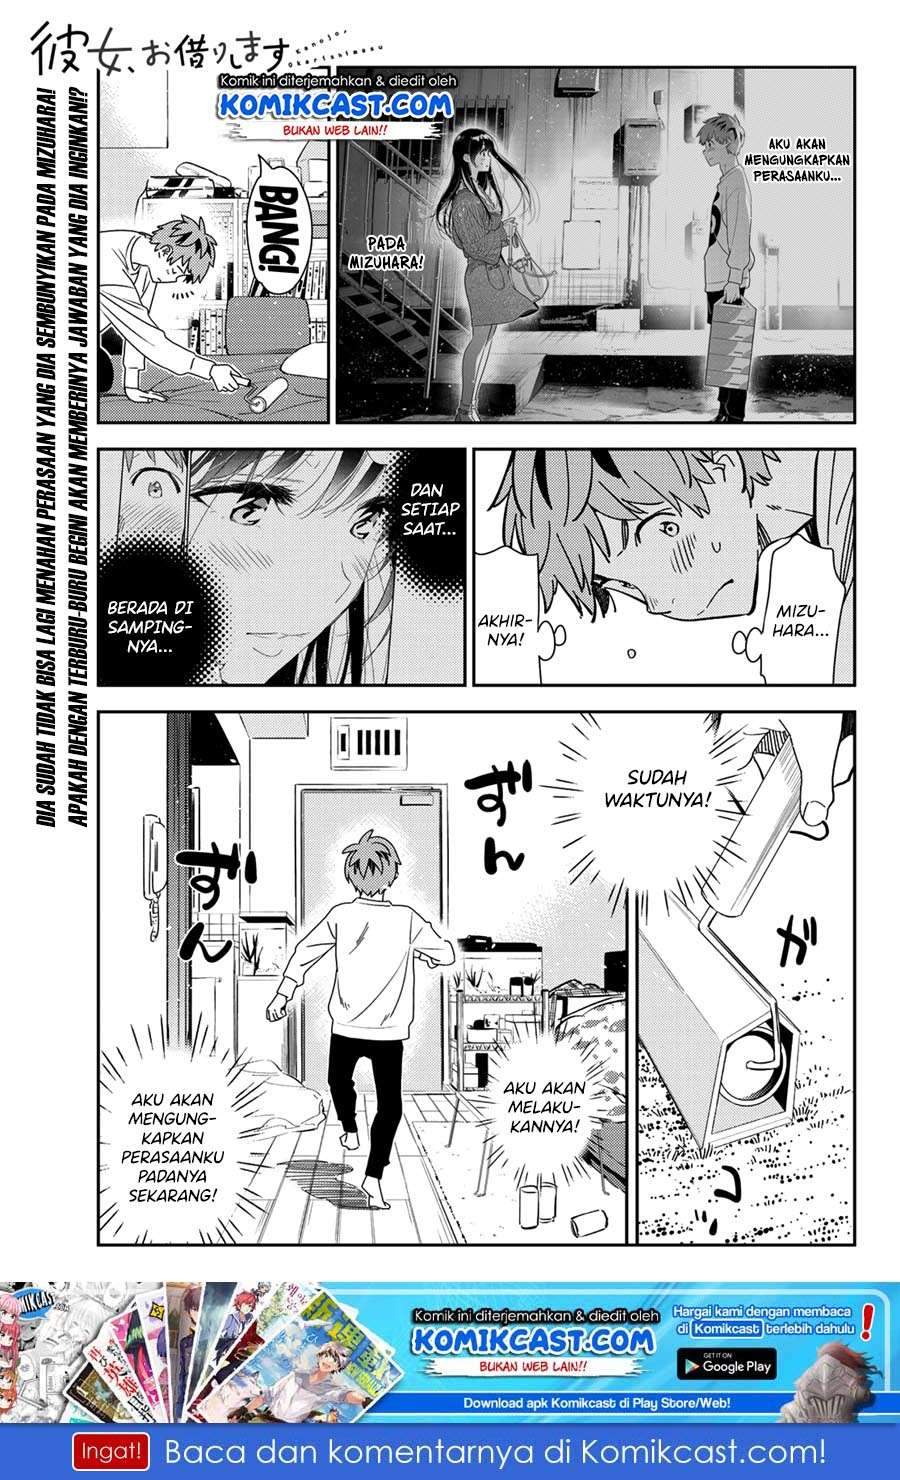 彼女、お借りします
kanojo,
okarishimasu
Komik ini diterjemahkan & diedit oleh
KOMIKCAST.COM
BUKAN WEB LAIN!!
DIA SUDAH TIDAK BISA LAGI MENAHAN PERASAAN YANG DIA SEMBUNYIKAN PADA MIZUHARA!
APAKAH DENGAN TERBURU-BURU BEGINI AKAN MEMBERINYA JAWABAN YANG DIA INGINKAN!?
AKU AKAN
MENGUNGKAPKAN
PERASAANKU...
PADA
MIZUHARA!
BANG!
MIZU-
HARA...
AKHIR-
NYA!
DAN
SETIAP
SAAT...
BERADA DI
SAMPING-
NYA...
SUDAH
WAKTUNYA!
ガ
コ
ずん
ずん
AKU AKAN
MELAKU-
KANNYA!
AKU AKAN
MENGUNG-
KAPKAN
PERASAANKU
PADANYA
SEKARANG!
Komik ini diterjemahkan & diedit oleh
KOMIKCAST.COM
BUKAN WEB LAIN!!
Hargai kami dengan membaca
di Komikcast terlebih dahulu
!
GET IT ON
Google Play
Download apk Komikcast di Play Store/Web!
Ingat! Baca dan komentarnya di Komikcast.com!